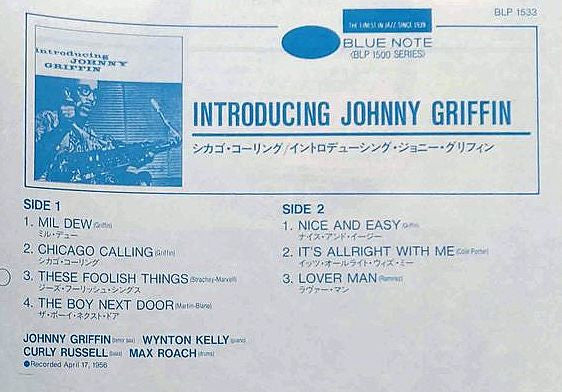 BLP 1533
THE FINEST IN JAZZ SINCE 1939
BLUE NOTE
(BLP 1500 SERIES)
introducing
JOHNNY
GRIFFIN
INTRODUCING JOHNNY GRIFFIN
シカゴ・コーリング/イントロデューシング・ジョニー・グリフィン
SIDE 1
1. MIL DEW (Griffin)
ミル・デュー
2. CHICAGO CALLING (Griffin)
シカゴ・コーリング
3. THESE FOOLISH THINGS (Strachey-Marvell)
ジーズ・フーリッシュ・シングス
4. THE BOY NEXT DOOR (Martin-Blane)
ザ・ボーイ・ネクスト・ドア
SIDE 2
1. NICE AND EASY (Griffin)
ナイス・アンド・イージー
2. IT'S ALLRIGHT WITH ME (Cole Porter)
イッツ・オールライト・ウィズ・ミー
3. LOVER MAN (Ramirez)
ラヴァー・マン
JOHNNY GRIFFIN (tenor sax) WYNTON KELLY (piano)
CURLY RUSSELL (bass) MAX ROACH (drums)
●Recorded April 17, 1956